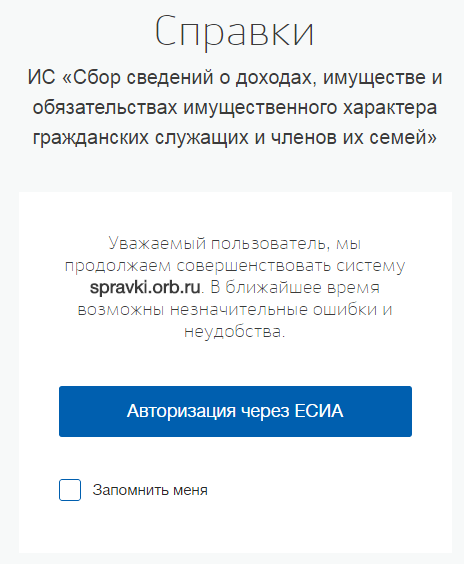 Справки
ИС «Сбор сведений о доходах, имуществе и
обязательствах имущественного характера
гражданских служащих и членов их семей»
Уважаемый пользователь, мы
продолжаем совершенствовать систему
spravki.orb.ru. В ближайшее время
возможны незначительные ошибки и
неудобства.
Авторизация через ЕСИА
Запомнить меня